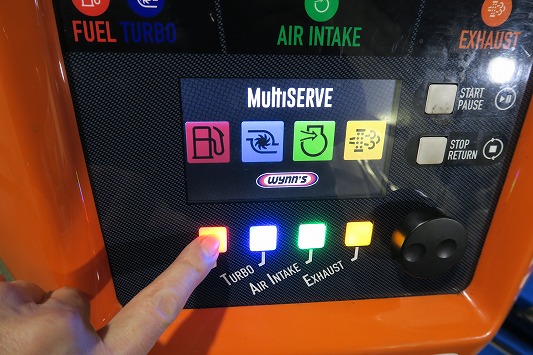 FUEL TURBO
AIR INTAKE
EXHAUST
MultiSERVE
WYNN'S
START
PAUSE
STOP
RETURN
TURBO
AIR INTAKE
EXHAUST